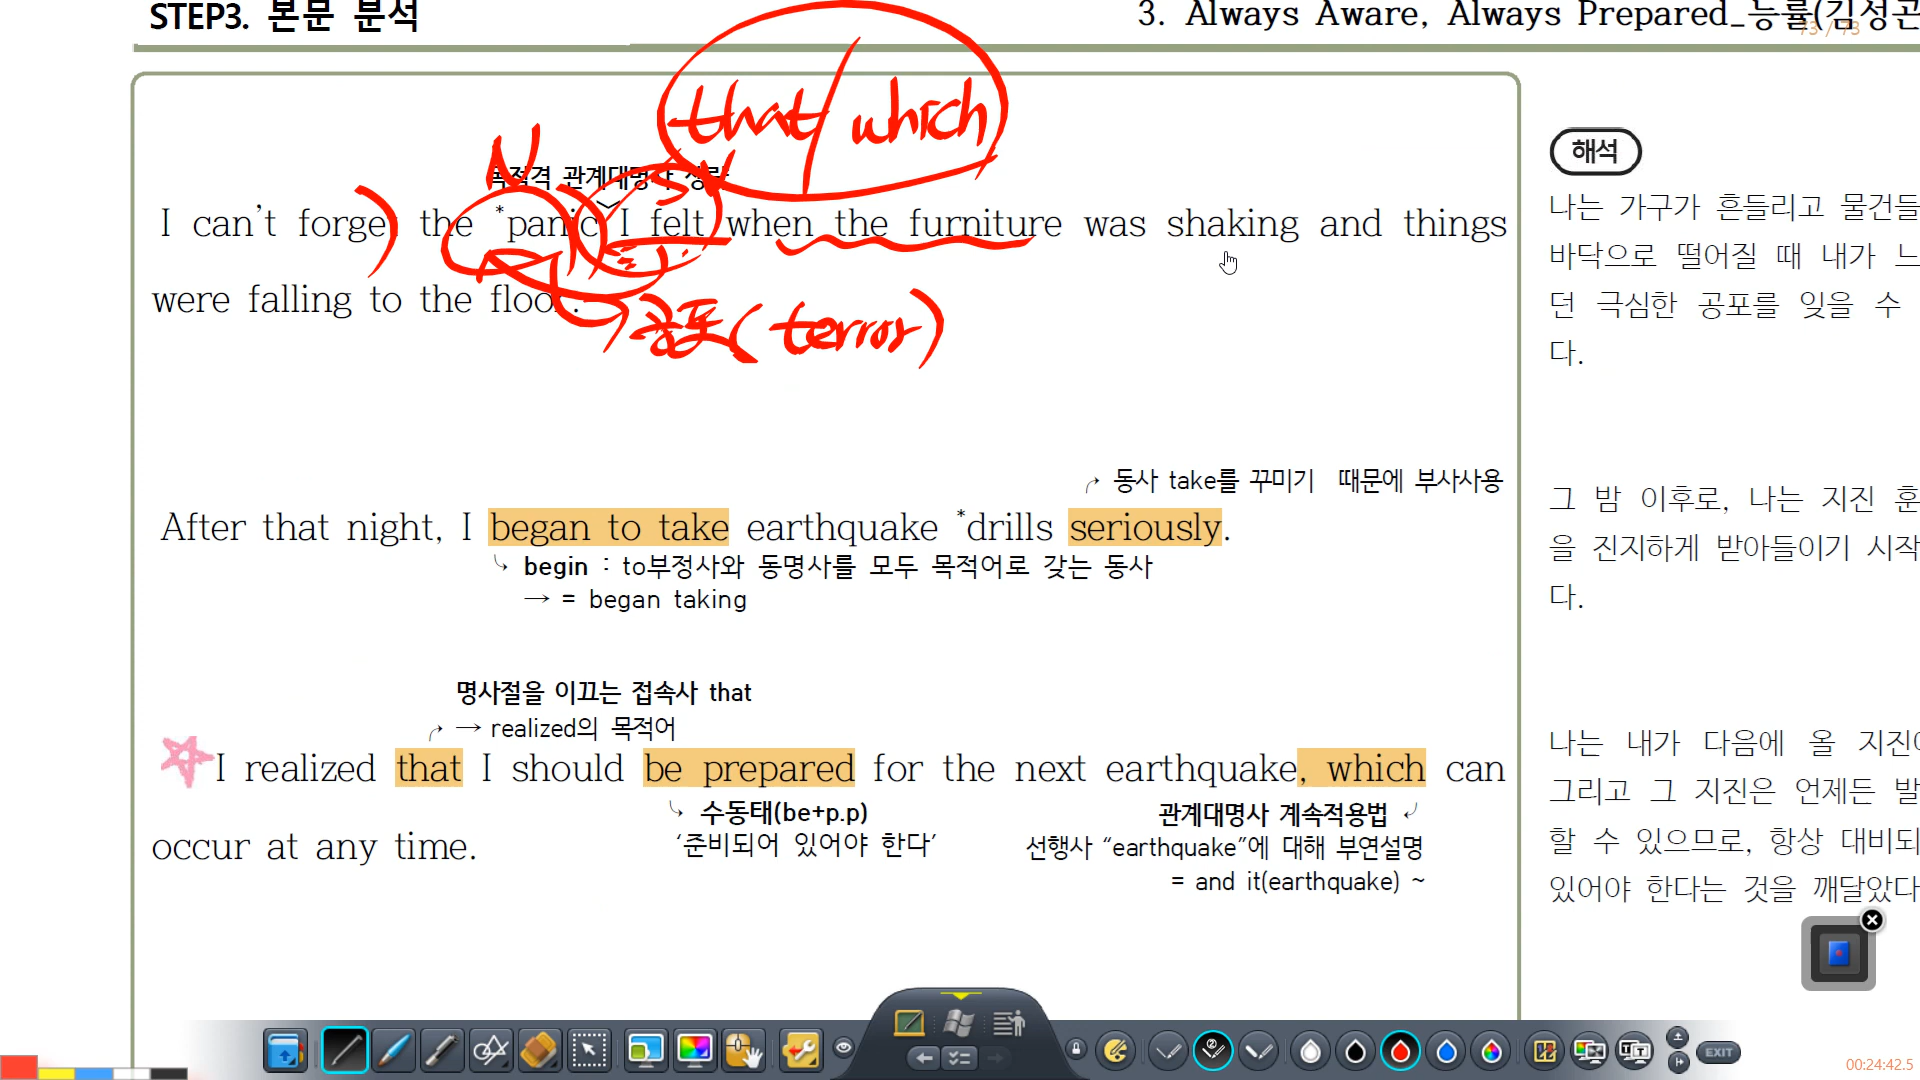 STEP3. 본문 분석
3. Always Aware, Always Prepared_능률(김성곤
73 / 73
that / which
N
목적격 관계대명사 생략
I can't forget the *panic I felt when the furniture was shaking and things
were falling to the floor.
공포 ( terror )
After that night, I began to take earthquake *drills seriously.
동사 take를 꾸미기 때문에 부사사용
begin : to부정사와 동명사를 모두 목적어로 갖는 동사
→ = began taking
명사절을 이끄는 접속사 that
→ realized의 목적어
I realized that I should be prepared for the next earthquake, which can
수동태(be+p.p)
'준비되어 있어야 한다'
관계대명사 계속적용법
선행사 "earthquake"에 대해 부연설명
= and it(earthquake) ~
occur at any time.
해석
나는 가구가 흔들리고 물건들
바닥으로 떨어질 때 내가 느
던 극심한 공포를 잊을 수
다.
그 밤 이후로, 나는 지진 훈
을 진지하게 받아들이기 시작
다.
나는 내가 다음에 올 지진에
그리고 그 지진은 언제든 발
할 수 있으므로, 항상 대비되
있어야 한다는 것을 깨달았다
EXIT
00:24:42.5